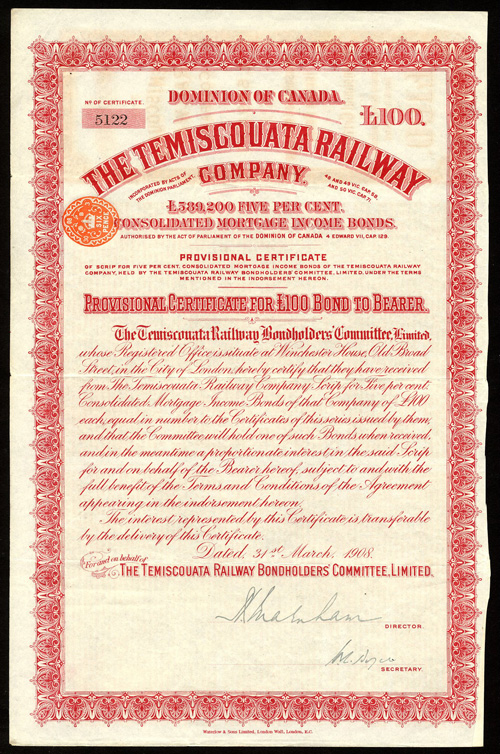 DOMINION OF CANADA.
No OF CERTIFICATE.
5122
£100.
THE TEMISCOUATA RAILWAY
COMPANY.
INCORPORATED BY ACTS OF
THE DOMINION PARLIAMENT,
48 AND 49 VIC. CAP. 58,
AND 50 VIC. CAP. 71.
£589,200 FIVE PER CENT.
CONSOLIDATED MORTGAGE INCOME BONDS.
AUTHORISED BY THE ACT OF PARLIAMENT OF THE DOMINION OF CANADA 4 EDWARD VII, CAP. 129.
PROVISIONAL CERTIFICATE
OF SCRIP FOR FIVE PER CENT. CONSOLIDATED MORTGAGE INCOME BONDS OF THE TEMISCOUATA RAILWAY
COMPANY, HELD BY THE TEMISCOUATA RAILWAY BONDHOLDERS' COMMITTEE, LIMITED, UNDER THE TERMS
MENTIONED IN THE INDORSEMENT HEREON.
PROVISIONAL CERTIFICATE FOR £100 BOND TO BEARER.
The Temiscouata Railway Bondholders' Committee, Limited,
whose Registered Office is situate at Winchester House, Old Broad
Street, in the City of London, hereby certify that they have received
from The Temiscouata Railway Company Scrip for Five per cent.
Consolidated Mortgage Income Bonds of that Company of £100
each, equal in number to the Certificates of this series issued by them,
and that the Committee will hold one of such Bonds when received,
and in the meantime a proportionate interest in the said Scrip
for and on behalf of the Bearer hereof, subject to and with the
full benefit of the Terms and Conditions of the Agreement
appearing in the indorsement hereon.
The interest represented by this Certificate is transferable
by the delivery of this Certificate.
Dated, 31st March, 1908.
For and on behalf of
THE TEMISCOUATA RAILWAY BONDHOLDERS' COMMITTEE, LIMITED.
DIRECTOR.
SECRETARY.
Waterlow & Sons Limited, London Wall, London, E.C.